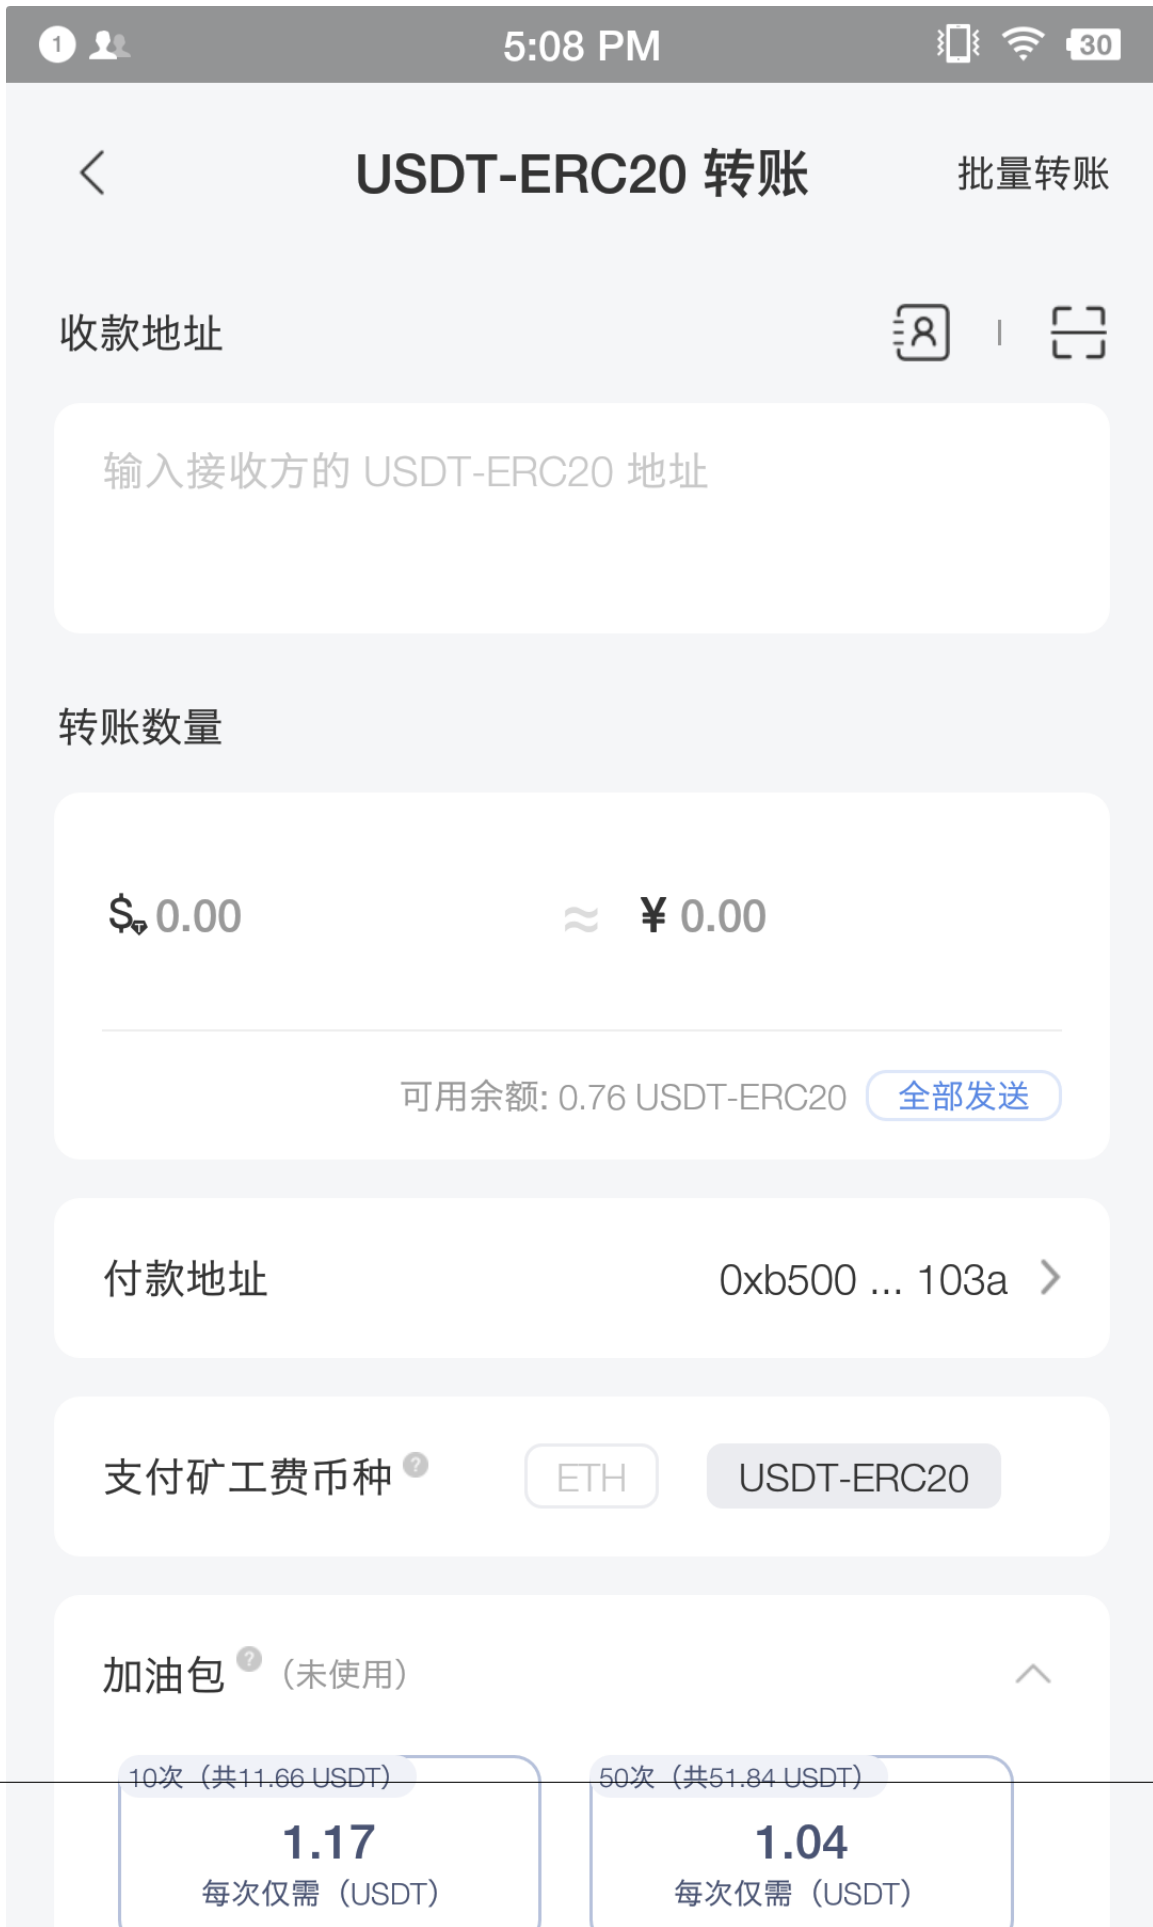 1
5:08 PM
30
USDT-ERC20 转账
批量转账
收款地址
输入接收方的 USDT-ERC20 地址
转账数量
$ 0.00 ≈ ¥ 0.00
可用余额: 0.76 USDT-ERC20 全部发送
付款地址 0xb500 ... 103a
支付矿工费币种 ? ETH USDT-ERC20
加油包 ? (未使用)
10次（共11.66 USDT） 50次（共51.84 USDT）
1.17 1.04
每次仅需（USDT） 每次仅需（USDT）